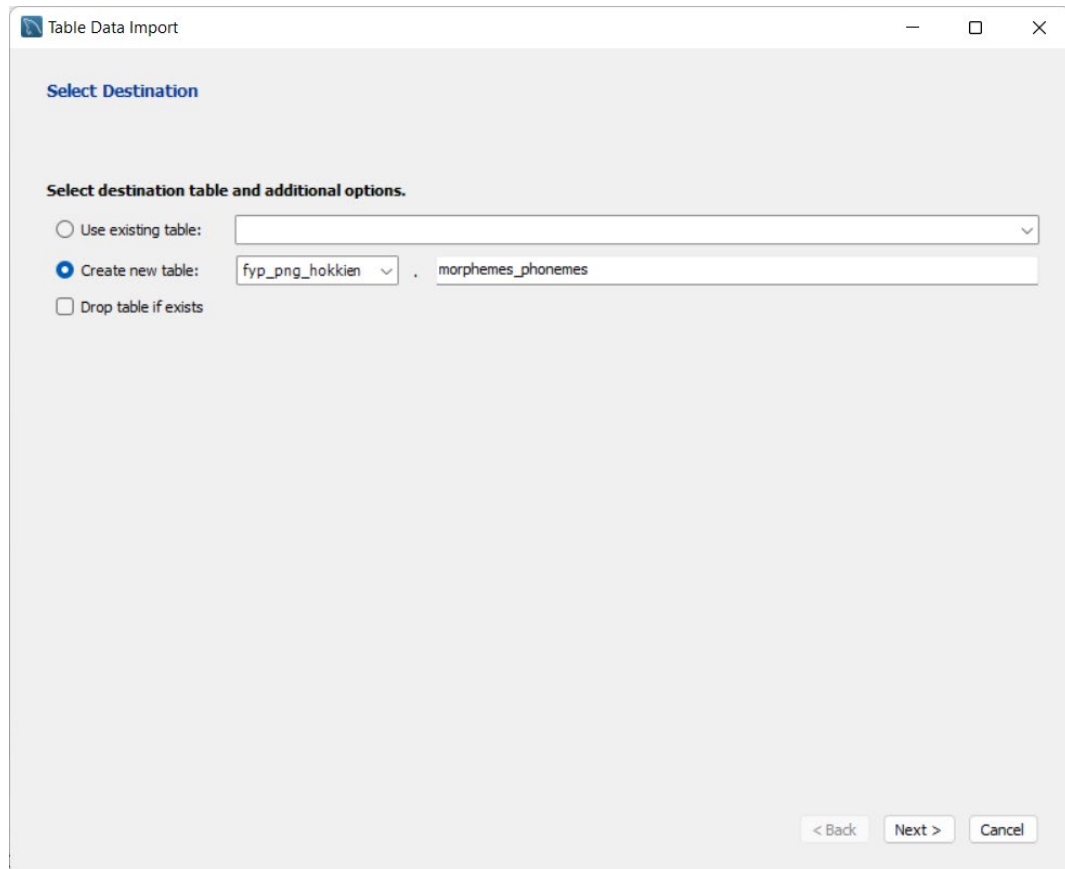 Table Data Import
Select Destination
Select destination table and additional options.
Use existing table:
Create new table: fyp_png_hokkien . morphemes_phonemes
Drop table if exists
< Back Next > Cancel